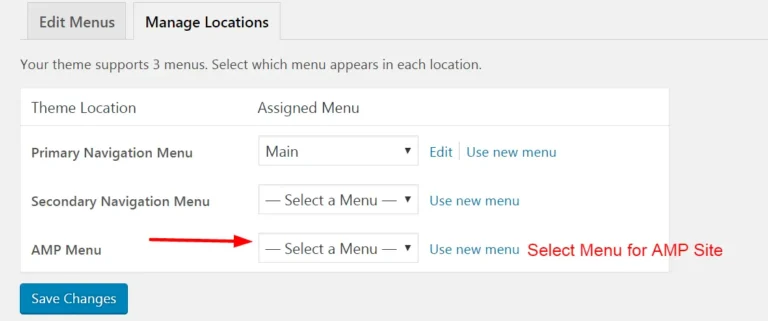 Edit Menus Manage Locations
Your theme supports 3 menus. Select which menu appears in each location.
Theme Location Assigned Menu
Primary Navigation Menu Main Edit Use new menu
Secondary Navigation Menu — Select a Menu — Use new menu
AMP Menu — Select a Menu — Use new menu Select Menu for AMP Site
Save Changes